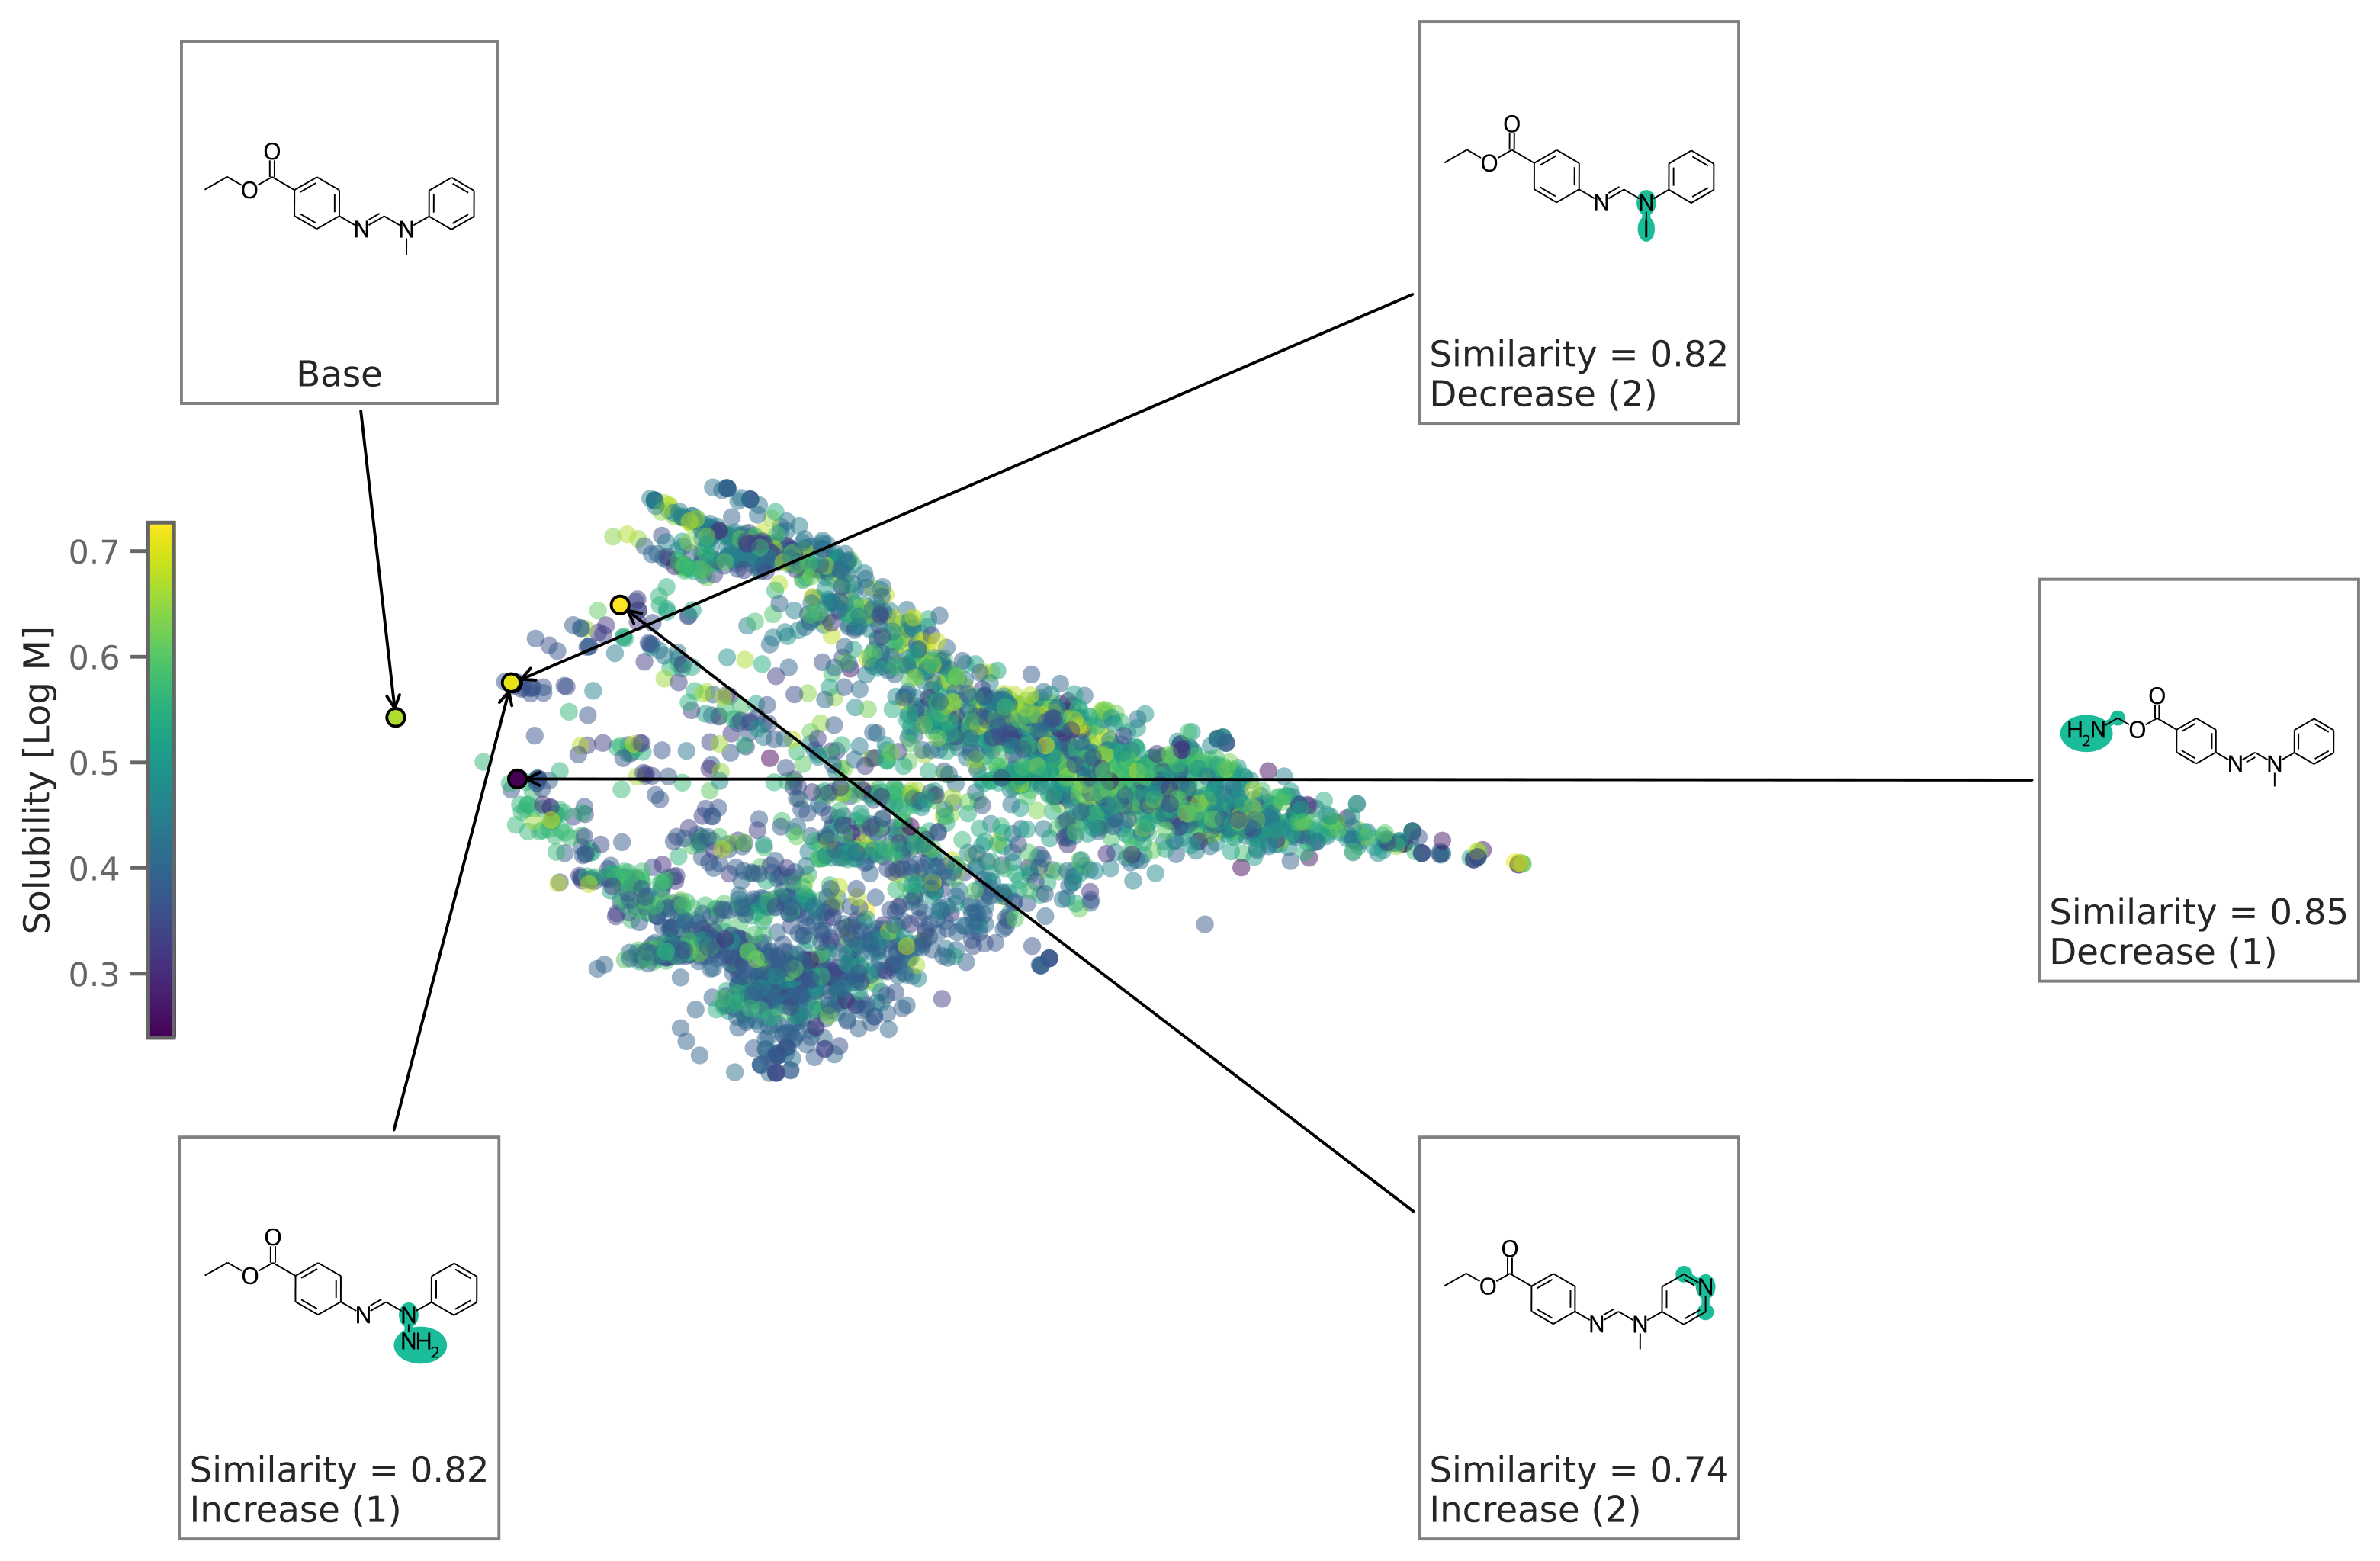 O
O
N
N
Base
O
O
N
N
Similarity = 0.82
Decrease (2)
Solubility [Log M]
0.7
0.6
0.5
0.4
0.3
H2N
O
O
N
N
Similarity = 0.85
Decrease (1)
O
O
N
N
NH2
Similarity = 0.82
Increase (1)
O
O
N
N
N
Similarity = 0.74
Increase (2)